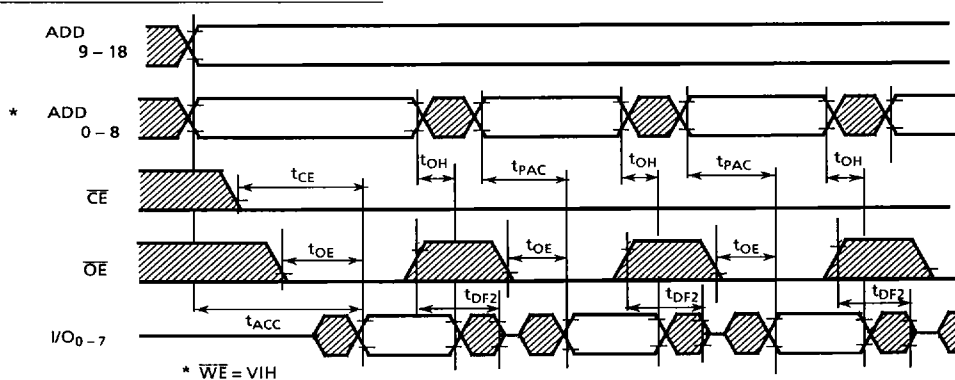 ADD
9 – 18
* ADD
0 – 8
tOH tPAC tOH tPAC tOH
tCE
CE
tOE tOE tOE
OE
tDF2 tDF2 tDF2
tACC
I/O0 – 7
* WE = VIH